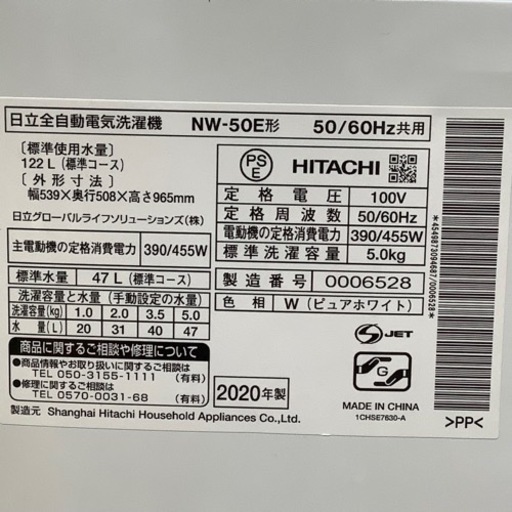 日立全自動電気洗濯機 NW-50E形 50/60Hz共用
〔標準使用水量〕
122 L (標準コース)
〔外形寸法〕
幅539×奥行508×高さ965mm
日立グローバルライフソリューションズ(株)
主電動機の定格消費電力 390/455W
標準水量 47 L (標準コース)
洗濯容量と水量 (手動設定の水量)
洗濯容量(kg) 1.0 2.0 3.5 5.0
水量(L) 20 31 40 47
商品に関するご相談や修理について
●商品情報やお取り扱いに関するご相談
TEL 050-3155-1111 (有料)
●修理に関するご相談
TEL 0570-0031-68 (有料)
製造元 Shanghai Hitachi Household Appliances Co.,Ltd.
2020年製
PS
E
HITACHI
定格電圧 100V
定格周波数 50/60Hz
電動機の定格消費電力 390/455W
標準洗濯容量 5.0kg
製造番号 0006528
色相 W (ピュアホワイト)
S JET
G
MADE IN CHINA
1CHSE7630-A
>PP<